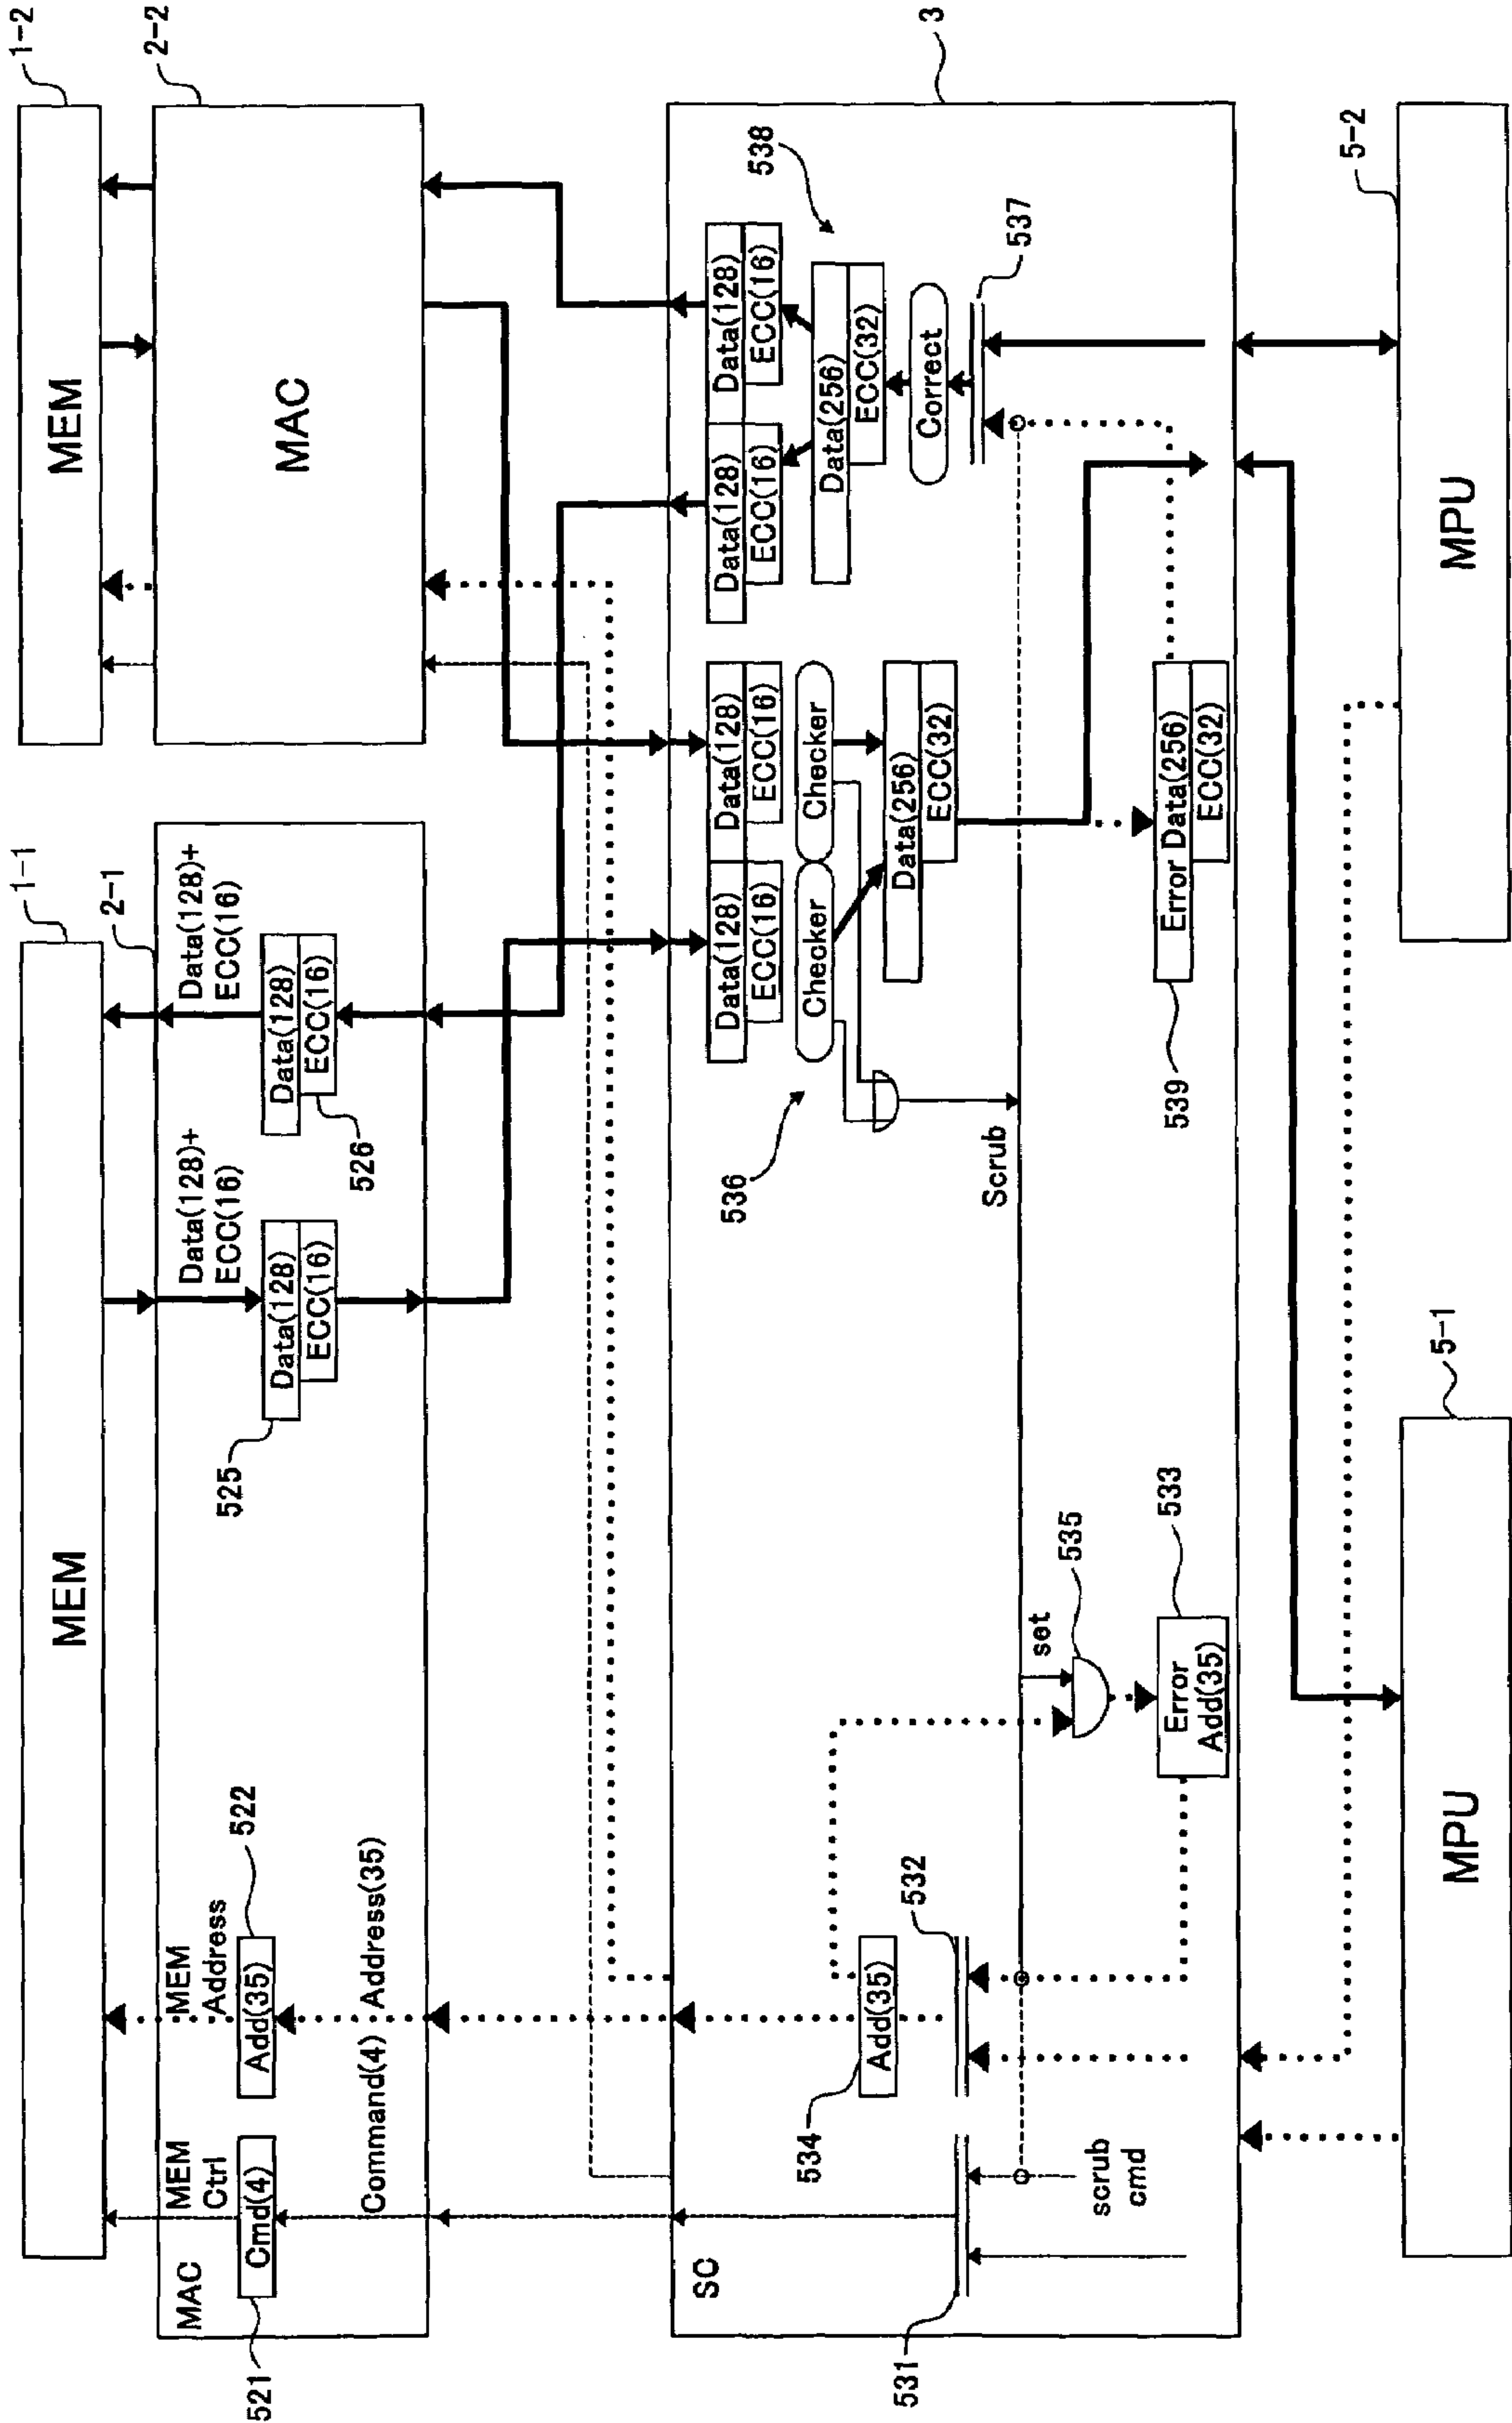 1-1
MEM
1-2
MEM
2-1
MAC
MEM
Ctrl
Cmd(4)
521
MEM
Address
Add(35)
522
Command(4)
Address(35)
Data(128)+
ECC(16)
Data(128)
ECC(16)
525
Data(128)+
ECC(16)
Data(128)
ECC(16)
526
2-2
MAC
3
SC
531
532
534
Add(35)
scrub
cmd
set
535
533
Error
Add(35)
Scrub
536
Data(128)
ECC(16)
Data(128)
ECC(16)
Checker
Checker
Data(256)
ECC(32)
539
Error Data(256)
ECC(32)
538
Data(128)
ECC(16)
Data(128)
ECC(16)
Data(256)
ECC(32)
Correct
537
5-1
MPU
5-2
MPU